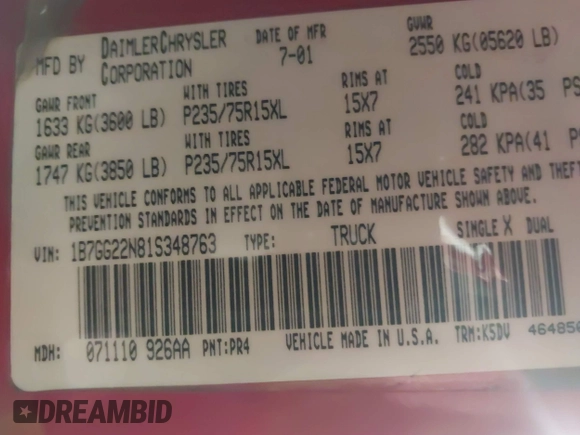 MFD BY DAIMLERCHRYSLER CORPORATION DATE OF MFR 7-01 GVWR 2550 KG(05620 LB)
GAWR FRONT WITH TIRES RIMS AT COLD
1633 KG(3600 LB) P235/75R15XL 15X7 241 KPA(35 PS
GAWR REAR WITH TIRES RIMS AT COLD
1747 KG(3850 LB) P235/75R15XL 15X7 282 KPA(41 PS
THIS VEHICLE CONFORMS TO ALL APPLICABLE FEDERAL MOTOR VEHICLE SAFETY AND THEFT
PREVENTION STANDARDS IN EFFECT ON THE DATE OF MANUFACTURE SHOWN ABOVE.
VIN: 1B7GG22N81S348763 TYPE: TRUCK SINGLE X DUAL
MDH: 071110 926AA PNT:PR4 VEHICLE MADE IN U.S.A. TRM:K5DV 464850
DREAMBID